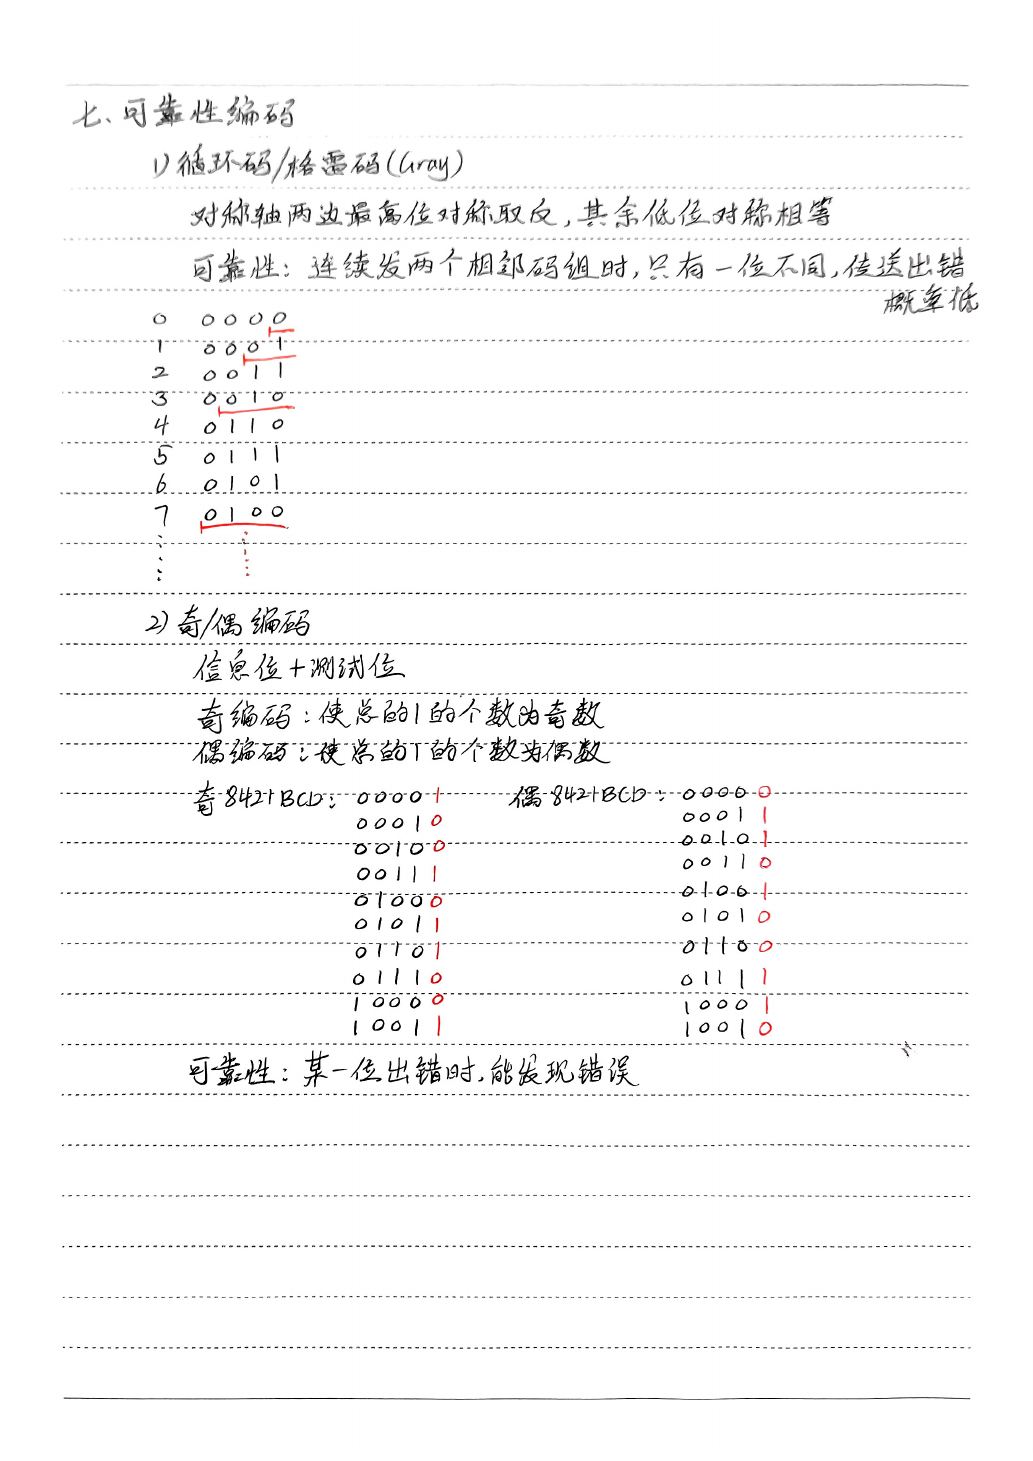 七、可靠性编码
1) 循环码/格雷码(Gray)
对称轴两边最高位对称取反，其余低位对称相等
可靠性：连续发两个相邻码组时，只有一位不同，传送出错
概率低
0 0000
1 0001
2 0011
3 0010
4 0110
5 0111
6 0101
7 0100
2) 奇/偶编码
信息位+测试位
奇编码：使总的1的个数为奇数
偶编码：使总的1的个数为偶数
奇8421BCD： 00001 偶8421BCD： 00000
00010 00011
00100 00101
00111 00110
01000 01001
01011 01010
01101 01100
01110 01111
10000 10001
10011 10010
可靠性：某一位出错时，能发现错误